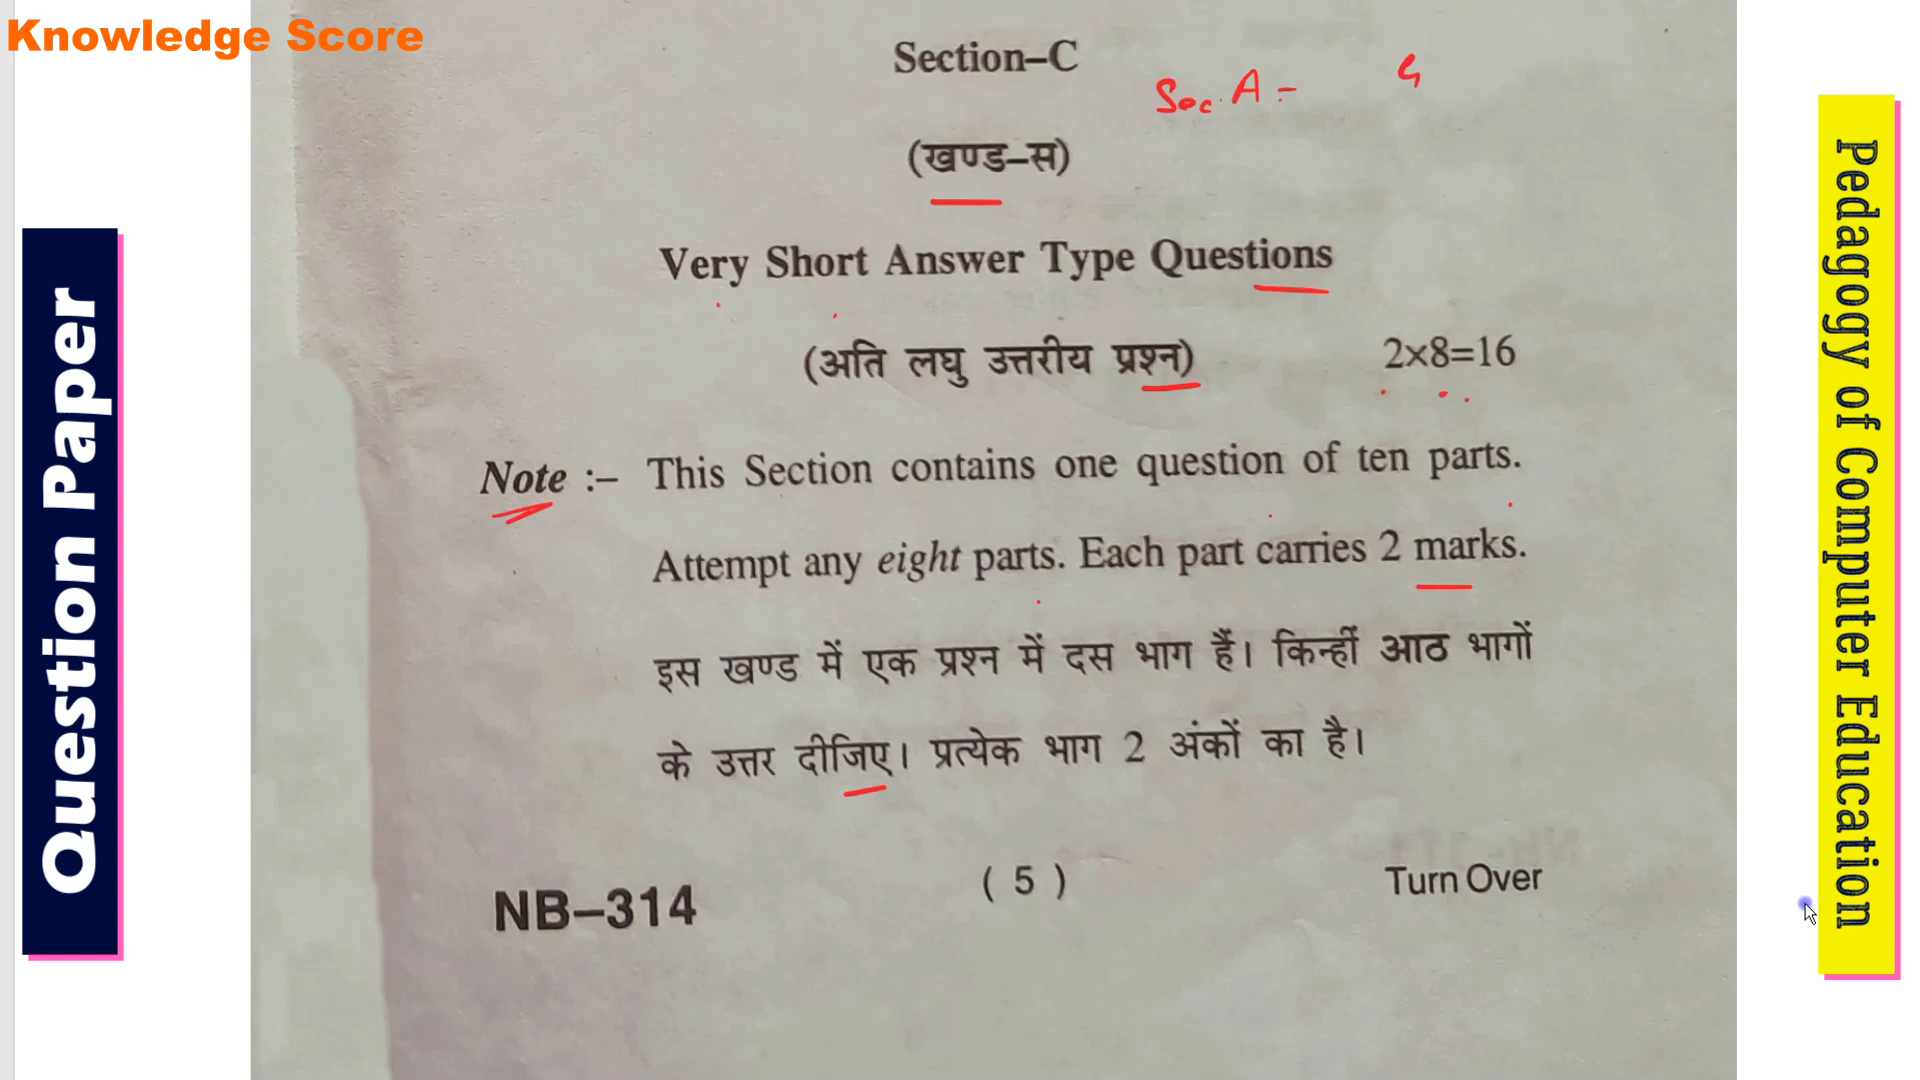 Knowledge Score
Section–C
Sec. A = 4
(खण्ड–स)
Very Short Answer Type Questions
(अति लघु उत्तरीय प्रश्न) 2×8=16
Note :– This Section contains one question of ten parts.
Attempt any eight parts. Each part carries 2 marks.
इस खण्ड में एक प्रश्न में दस भाग हैं। किन्हीं आठ भागों
के उत्तर दीजिए। प्रत्येक भाग 2 अंकों का है।
NB–314 ( 5 ) Turn Over
Question Paper
Pedagogy of Computer Education